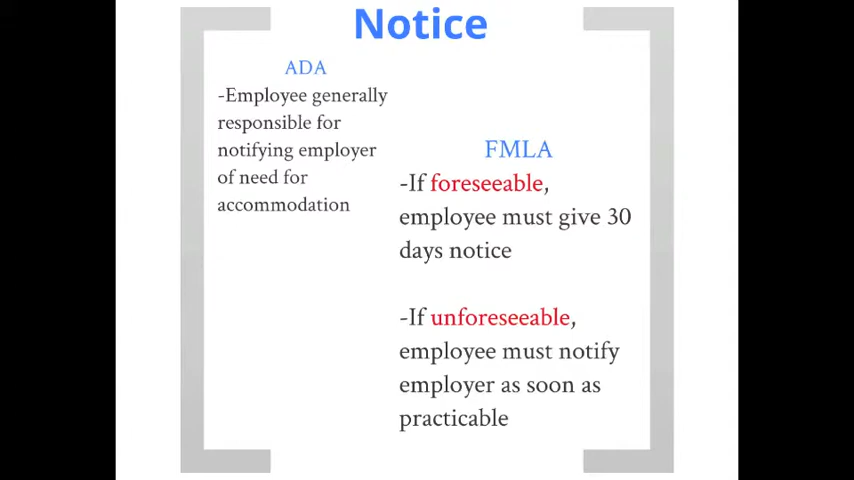 Notice
ADA
-Employee generally
responsible for
notifying employer
of need for
accommodation
FMLA
-If foreseeable,
employee must give 30
days notice
-If unforeseeable,
employee must notify
employer as soon as
practicable